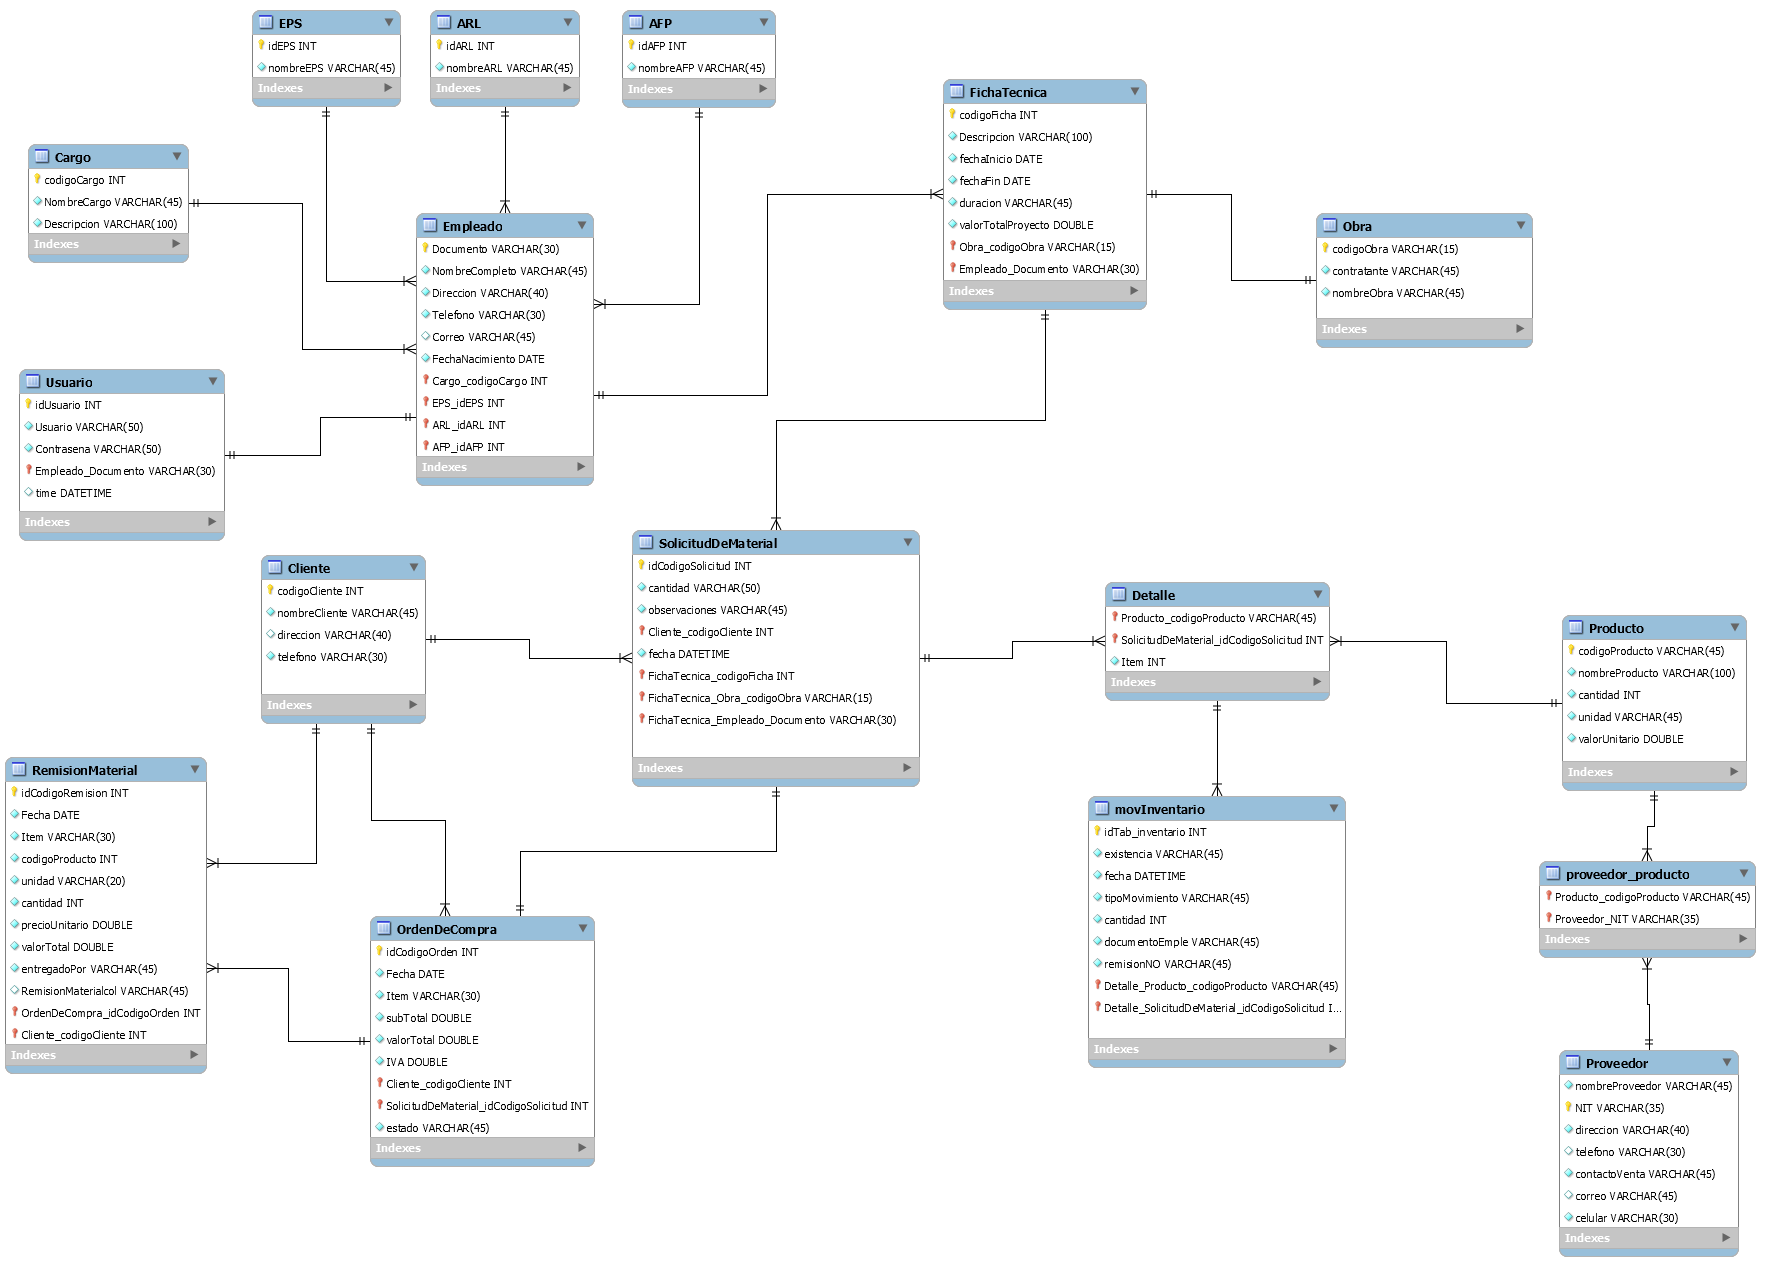 EPS
idEPS INT
nombreEPS VARCHAR(45)
Indexes
ARL
idARL INT
nombreARL VARCHAR(45)
Indexes
AFP
idAFP INT
nombreAFP VARCHAR(45)
Indexes
FichaTecnica
codigoFicha INT
Descripcion VARCHAR(100)
fechaInicio DATE
fechaFin DATE
duracion VARCHAR(45)
valorTotalProyecto DOUBLE
Obra_codigoObra VARCHAR(15)
Empleado_Documento VARCHAR(30)
Indexes
Cargo
codigoCargo INT
NombreCargo VARCHAR(45)
Descripcion VARCHAR(100)
Indexes
Empleado
Documento VARCHAR(30)
NombreCompleto VARCHAR(45)
Direccion VARCHAR(40)
Telefono VARCHAR(30)
Correo VARCHAR(45)
FechaNacimiento DATE
Cargo_codigoCargo INT
EPS_idEPS INT
ARL_idARL INT
AFP_idAFP INT
Indexes
Obra
codigoObra VARCHAR(15)
contratante VARCHAR(45)
nombreObra VARCHAR(45)
Indexes
Usuario
idUsuario INT
Usuario VARCHAR(50)
Contrasena VARCHAR(50)
Empleado_Documento VARCHAR(30)
time DATETIME
Indexes
Cliente
codigoCliente INT
nombreCliente VARCHAR(45)
direccion VARCHAR(40)
telefono VARCHAR(30)
Indexes
SolicitudDeMaterial
idCodigoSolicitud INT
cantidad VARCHAR(50)
observaciones VARCHAR(45)
Cliente_codigoCliente INT
fecha DATETIME
FichaTecnica_codigoFicha INT
FichaTecnica_Obra_codigoObra VARCHAR(15)
FichaTecnica_Empleado_Documento VARCHAR(30)
Indexes
Detalle
Producto_codigoProducto VARCHAR(45)
SolicitudDeMaterial_idCodigoSolicitud INT
Item INT
Indexes
Producto
codigoProducto VARCHAR(45)
nombreProducto VARCHAR(100)
cantidad INT
unidad VARCHAR(45)
valorUnitario DOUBLE
Indexes
RemisionMaterial
idCodigoRemision INT
Fecha DATE
Item VARCHAR(30)
codigoProducto INT
unidad VARCHAR(20)
cantidad INT
precioUnitario DOUBLE
valorTotal DOUBLE
entregadoPor VARCHAR(45)
RemisionMaterialcol VARCHAR(45)
OrdenDeCompra_idCodigoOrden INT
Cliente_codigoCliente INT
Indexes
OrdenDeCompra
idCodigoOrden INT
Fecha DATE
Item VARCHAR(30)
subTotal DOUBLE
valorTotal DOUBLE
IVA DOUBLE
Cliente_codigoCliente INT
SolicitudDeMaterial_idCodigoSolicitud INT
estado VARCHAR(45)
Indexes
movInventario
idTab_inventario INT
existencia VARCHAR(45)
fecha DATETIME
tipoMovimiento VARCHAR(45)
cantidad INT
documentoEmple VARCHAR(45)
remisionNO VARCHAR(45)
Detalle_Producto_codigoProducto VARCHAR(45)
Detalle_SolicitudDeMaterial_idCodigoSolicitud I...
Indexes
proveedor_producto
Producto_codigoProducto VARCHAR(45)
Proveedor_NIT VARCHAR(35)
Indexes
Proveedor
nombreProveedor VARCHAR(45)
NIT VARCHAR(35)
direccion VARCHAR(40)
telefono VARCHAR(30)
contactoVenta VARCHAR(45)
correo VARCHAR(45)
celular VARCHAR(30)
Indexes